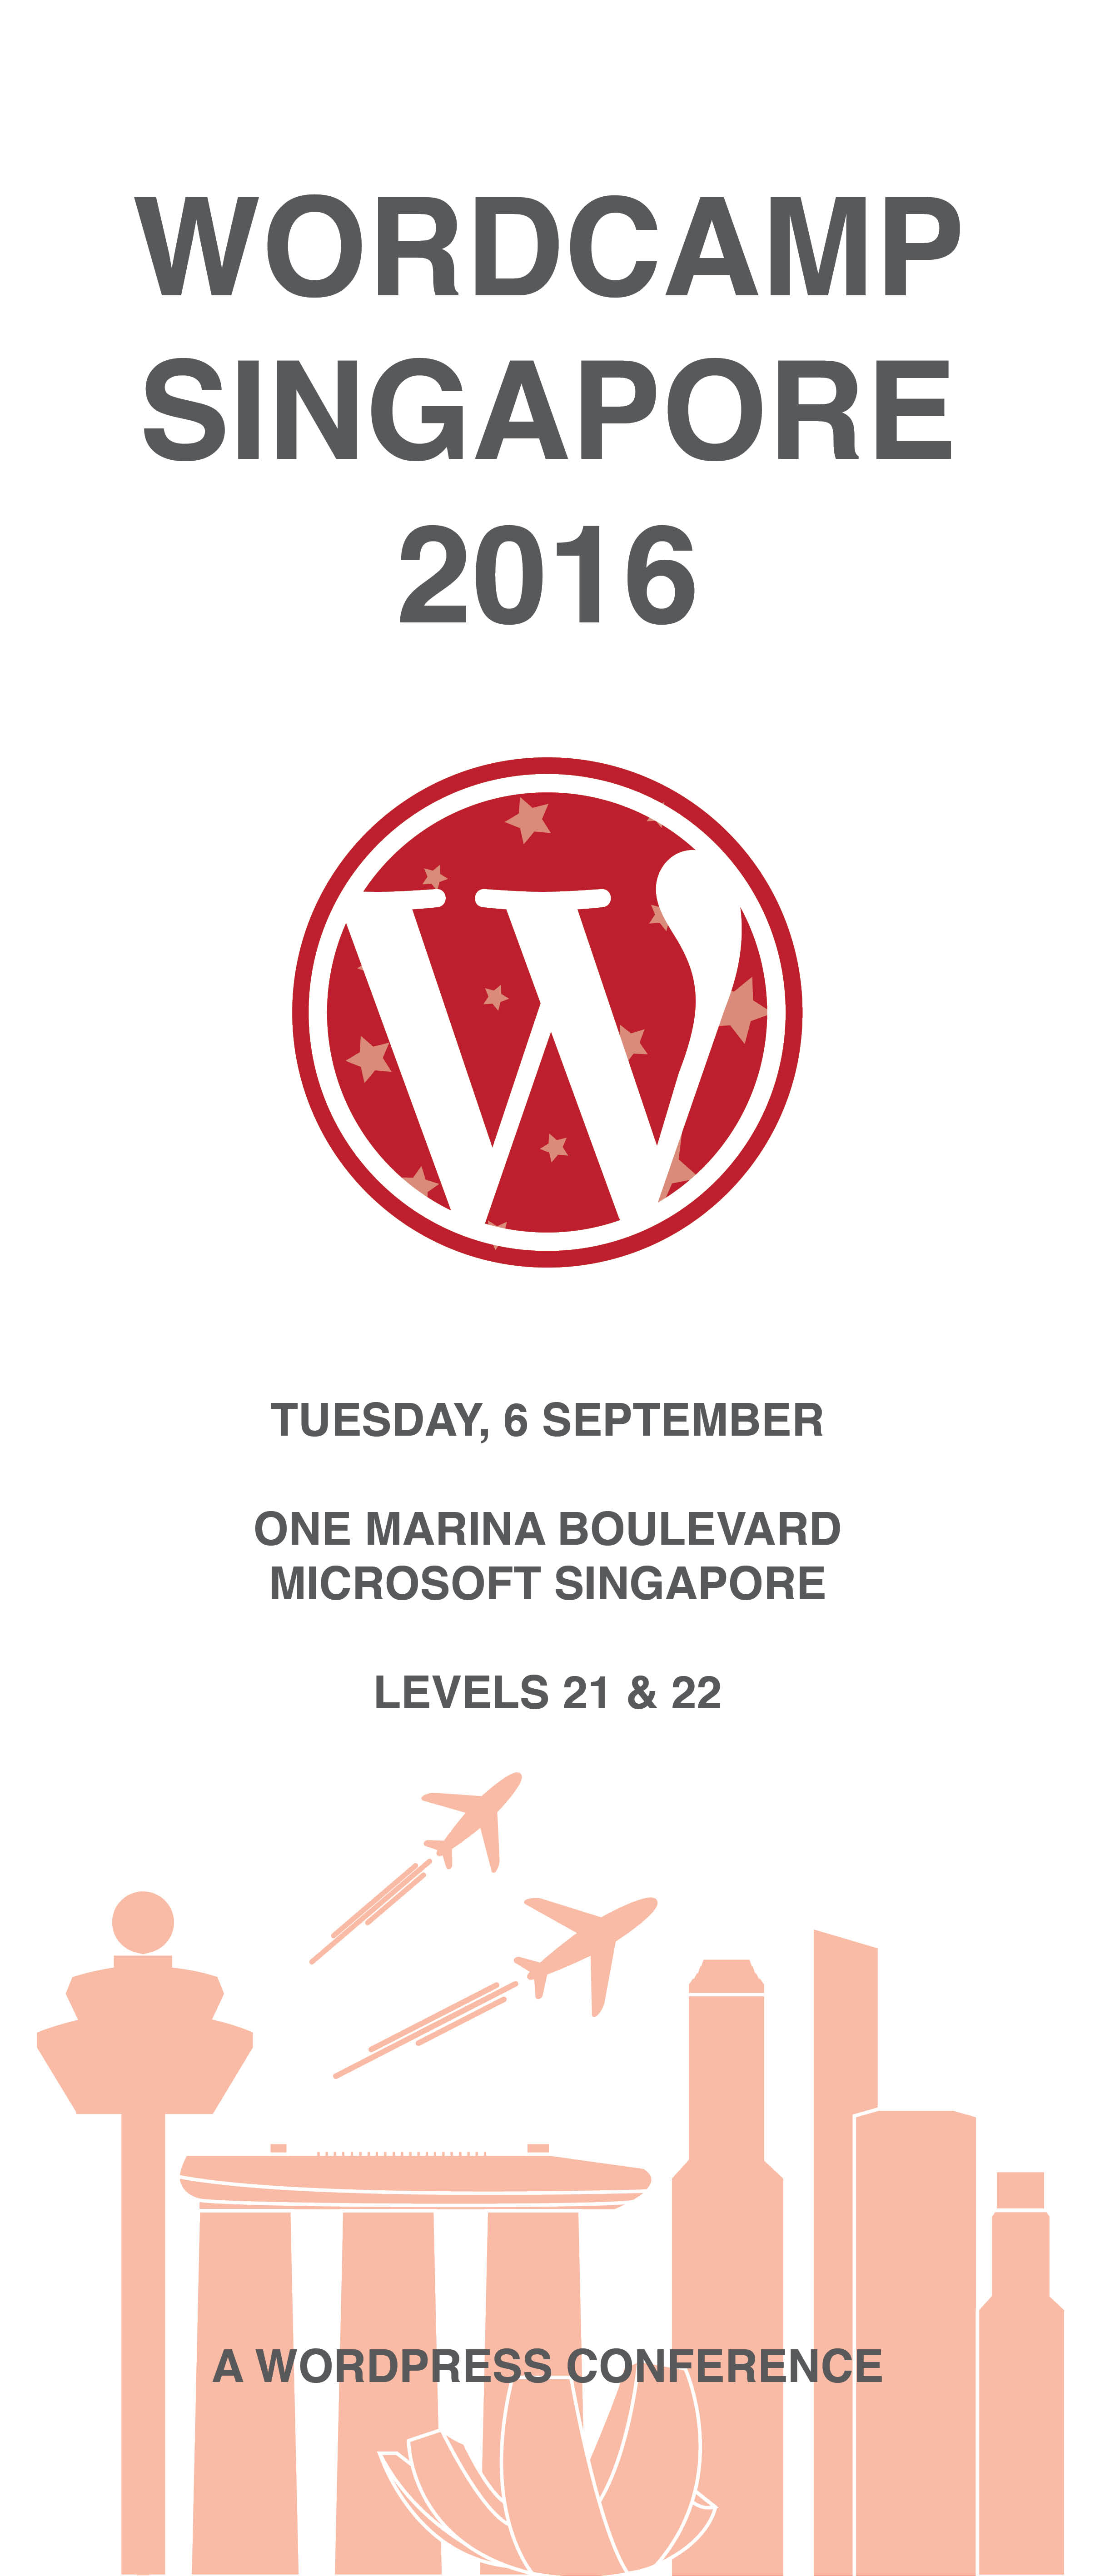 WORDCAMP
SINGAPORE
2016
W
TUESDAY, 6 SEPTEMBER
ONE MARINA BOULEVARD
MICROSOFT SINGAPORE
LEVELS 21 & 22
A WORDPRESS CONFERENCE